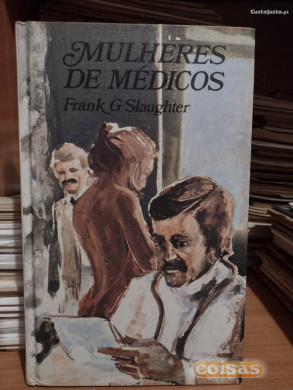 CustoJusto.pt
MULHERES
DE MÉDICOS
Frank G. Slaughter
coisas